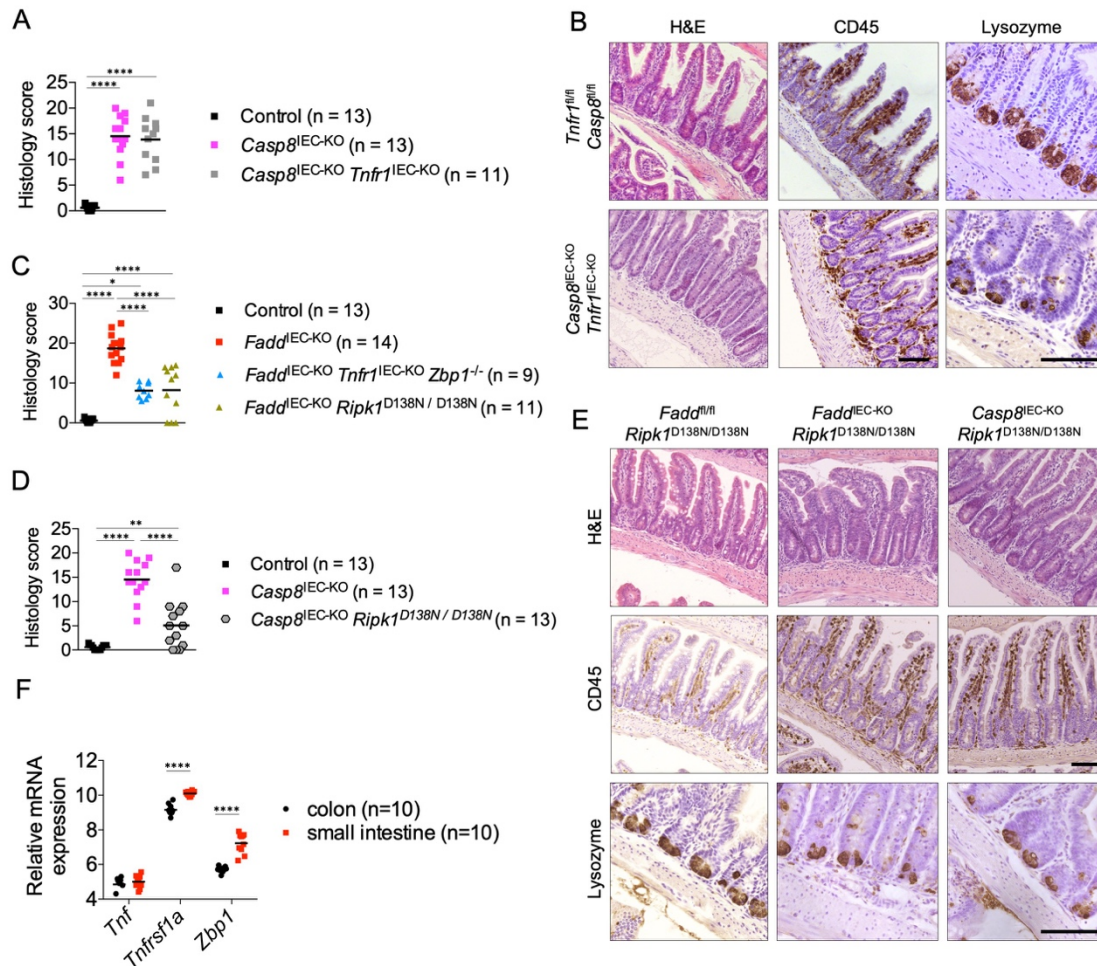 A
****
****
Histology score
25
20
15
10
5
0
Control (n = 13)
Casp8IEC-KO (n = 13)
Casp8IEC-KO Tnfr1IEC-KO (n = 11)
B
H&E CD45 Lysozyme
Tnfr1fl/fl
Casp8fl/fl
Casp8IEC-KO
Tnfr1IEC-KO
C
****
*
**** ****
****
Histology score
30
20
10
0
Control (n = 13)
FaddIEC-KO (n = 14)
FaddIEC-KO Tnfr1IEC-KO Zbp1-/- (n = 9)
FaddIEC-KO Ripk1D138N / D138N (n = 11)
D
**
**** ****
Histology score
25
20
15
10
5
0
Control (n = 13)
Casp8IEC-KO (n = 13)
Casp8IEC-KO Ripk1D138N / D138N (n = 13)
E
Faddfl/fl
Ripk1D138N/D138N
FaddIEC-KO
Ripk1D138N/D138N
Casp8IEC-KO
Ripk1D138N/D138N
H&E
CD45
Lysozyme
F
****
****
Relative mRNA
expression
12
10
8
6
4
Tnf
Tnfrsf1a
Zbp1
colon (n=10)
small intestine (n=10)